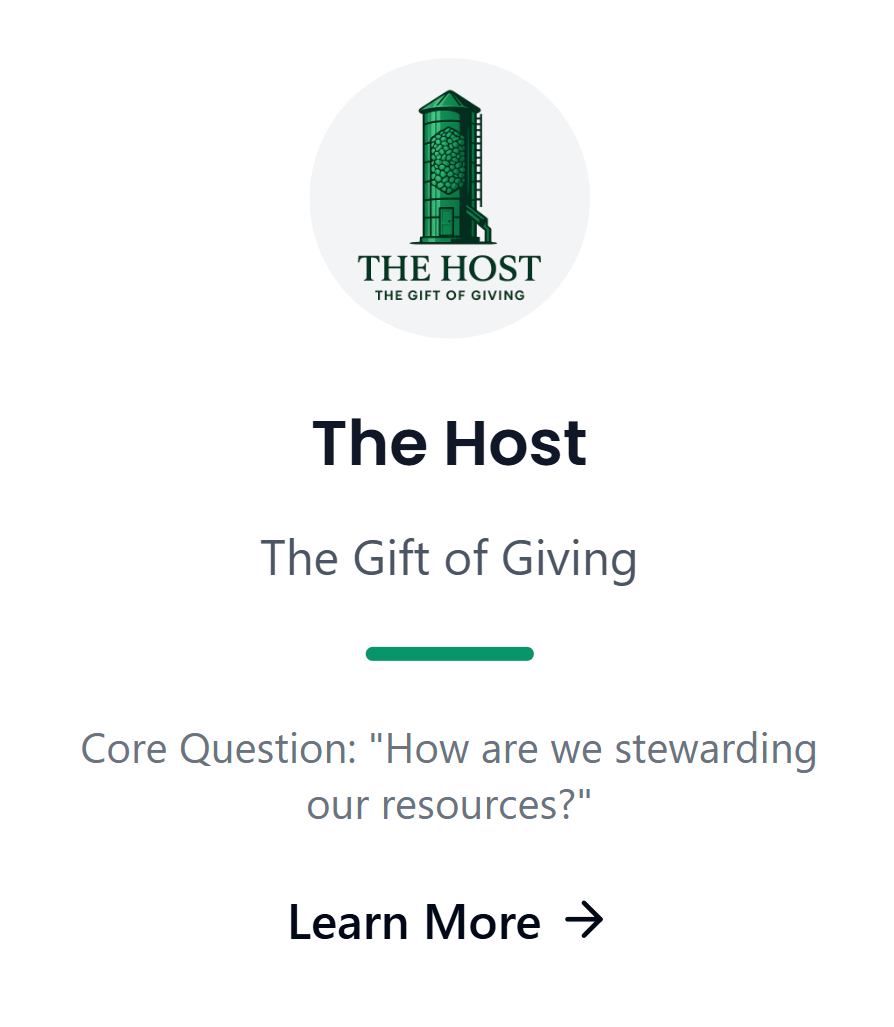 THE HOST
THE GIFT OF GIVING
The Host
The Gift of Giving
Core Question: "How are we stewarding
our resources?"
Learn More →